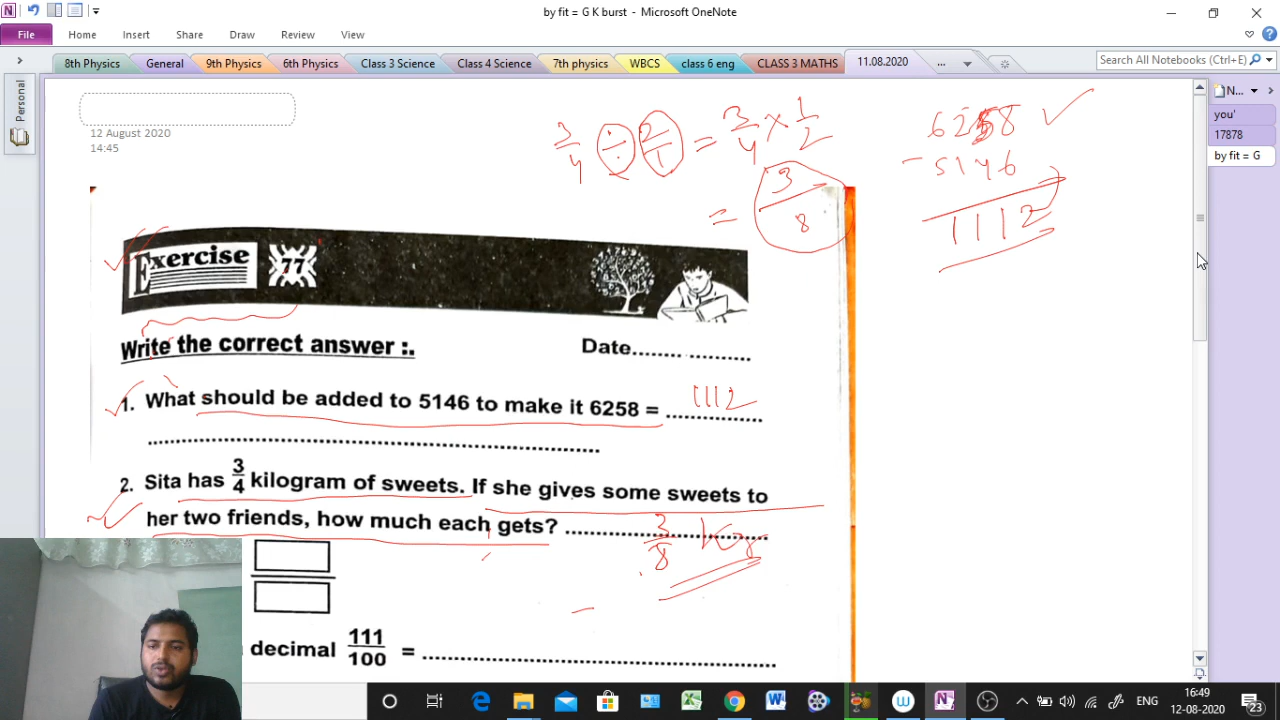 by fit = G K burst - Microsoft OneNote
File Home Insert Share Draw Review View
8th Physics General 9th Physics 6th Physics Class 3 Science Class 4 Science 7th physics WBCS class 6 eng CLASS 3 MATHS 11.08.2020 ... Search All Notebooks (Ctrl+E)
Personal
N...
you'
17878
by fit = G
12 August 2020
14:45
3/4 ÷ 2/1 = 3/4 × 1/2
= 3/8
6258
- 5146
1112
Exercise 77
Write the correct answer :.
Date.......  ...........
1. What should be added to 5146 to make it 6258 = 1112
2. Sita has 3/4 kilogram of sweets. If she gives some sweets to
her two friends, how much each gets? 3/8 Kg
decimal 111/100 = ......................................................
ENG
16:49
12-08-2020
23